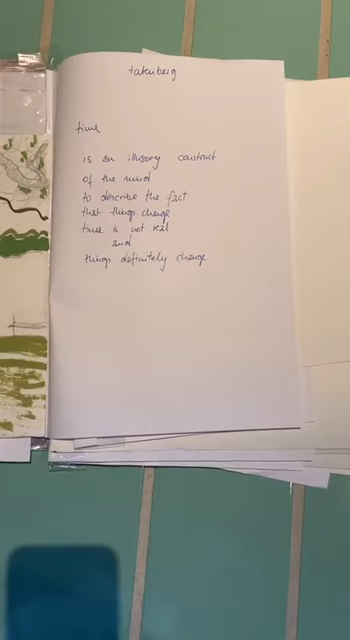 takenberg
time
is an illusory construct
of the mind
to describe the fact
that things change.
time is not real
and
things definitely change.